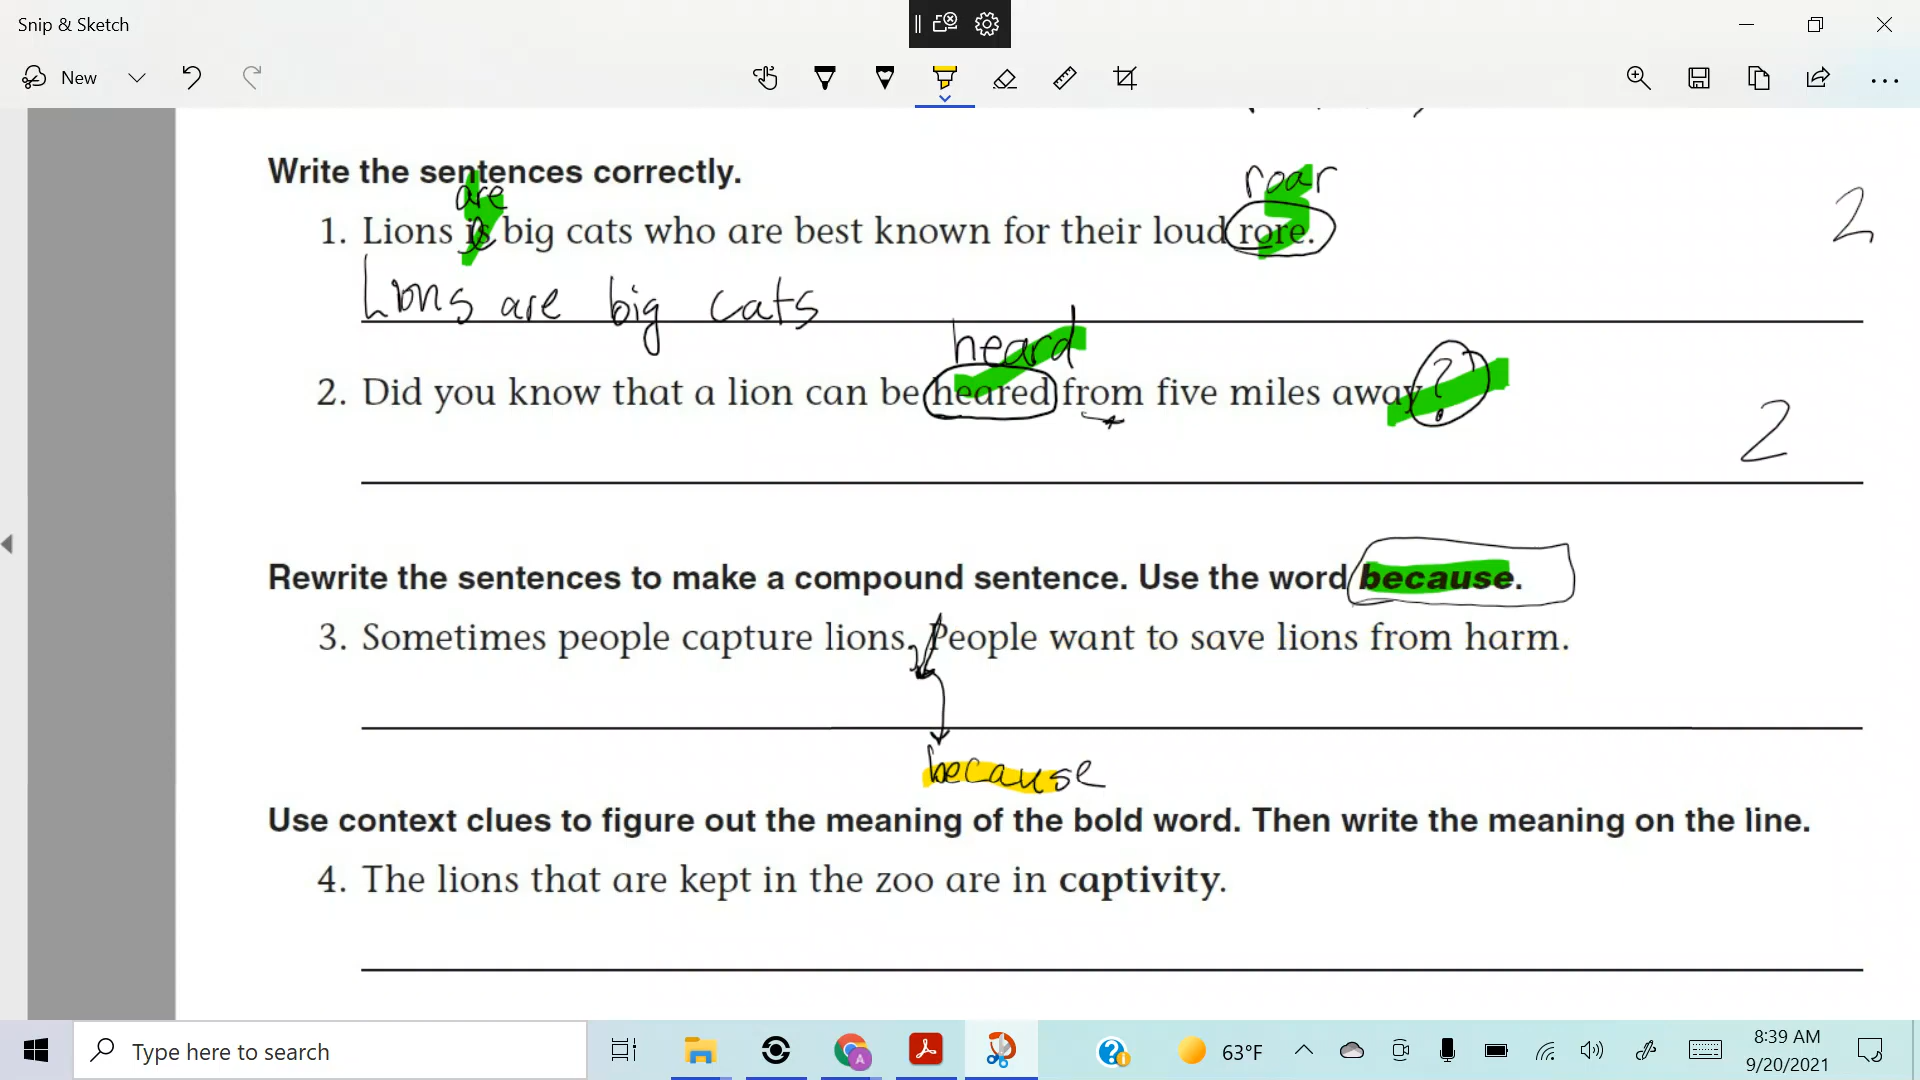 Snip & Sketch
New
Write the sentences correctly.
are
roar
1. Lions is big cats who are best known for their loud rore.
2
Lions are big cats
heard
2. Did you know that a lion can be heared from five miles away?
2
Rewrite the sentences to make a compound sentence. Use the word because.
3. Sometimes people capture lions. People want to save lions from harm.
because
Use context clues to figure out the meaning of the bold word. Then write the meaning on the line.
4. The lions that are kept in the zoo are in captivity.
Type here to search
63°F
8:39 AM
9/20/2021